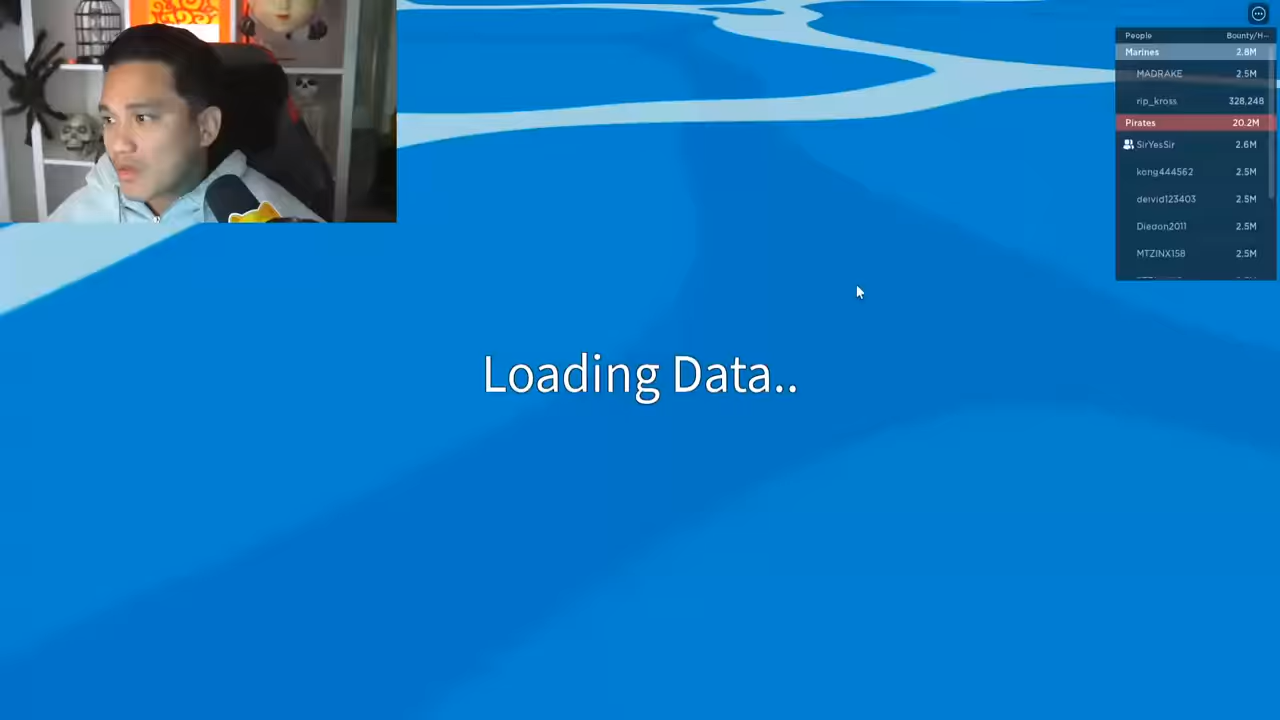 People Bounty/H--
Marines 2.8M
MADRAKE 2.5M
rip_kross 328,248
Pirates 20.2M
SirYesSir 2.6M
kong444562 2.5M
deivid123403 2.5M
Diedon2011 2.5M
MTZINX158 2.5M
Loading Data..